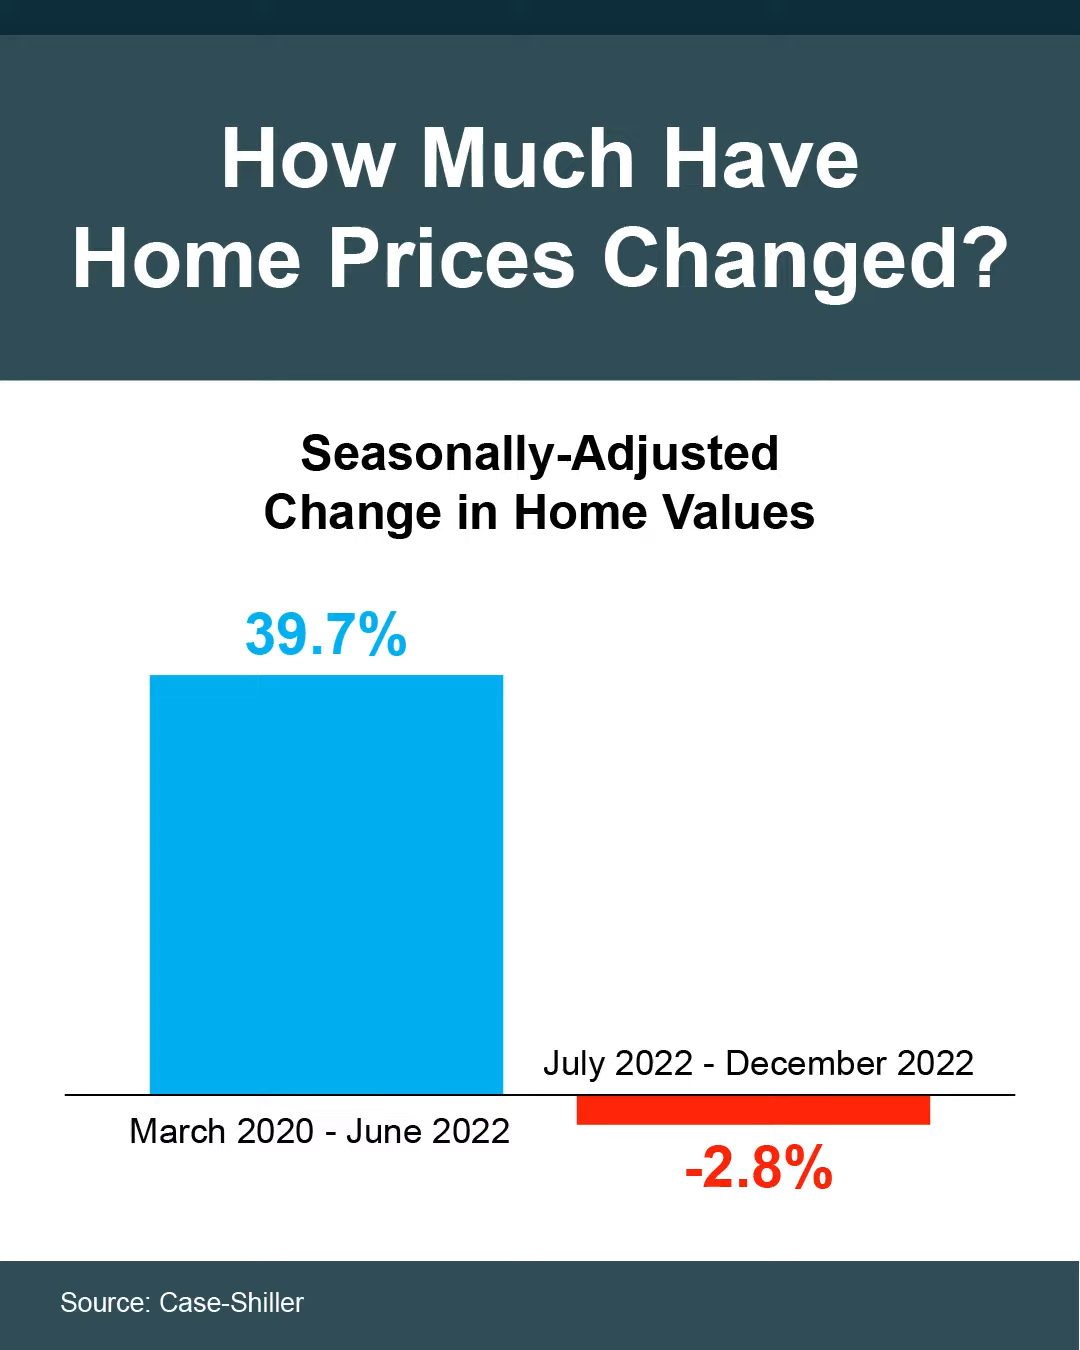 How Much Have
Home Prices Changed?
Seasonally-Adjusted
Change in Home Values
39.7%
July 2022 - December 2022
March 2020 - June 2022
-2.8%
Source: Case-Shiller